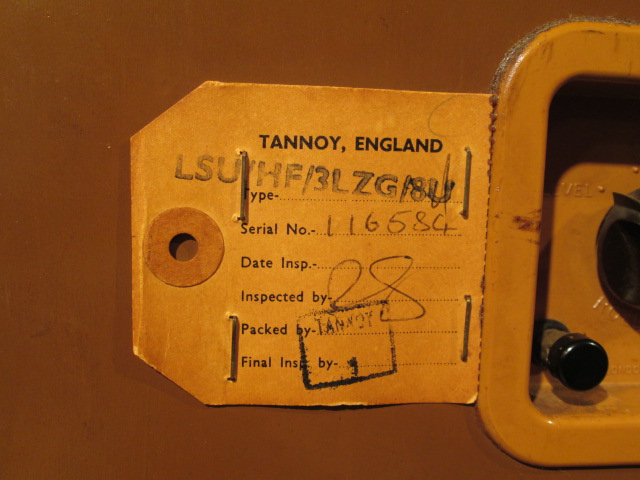 TANNOY, ENGLAND
LSU/HF/3LZG/8U
Type-
Serial No.- 116584
Date Insp.-
Inspected by- 28
Packed by- TANNOY
Final Insp. by-
LEVEL